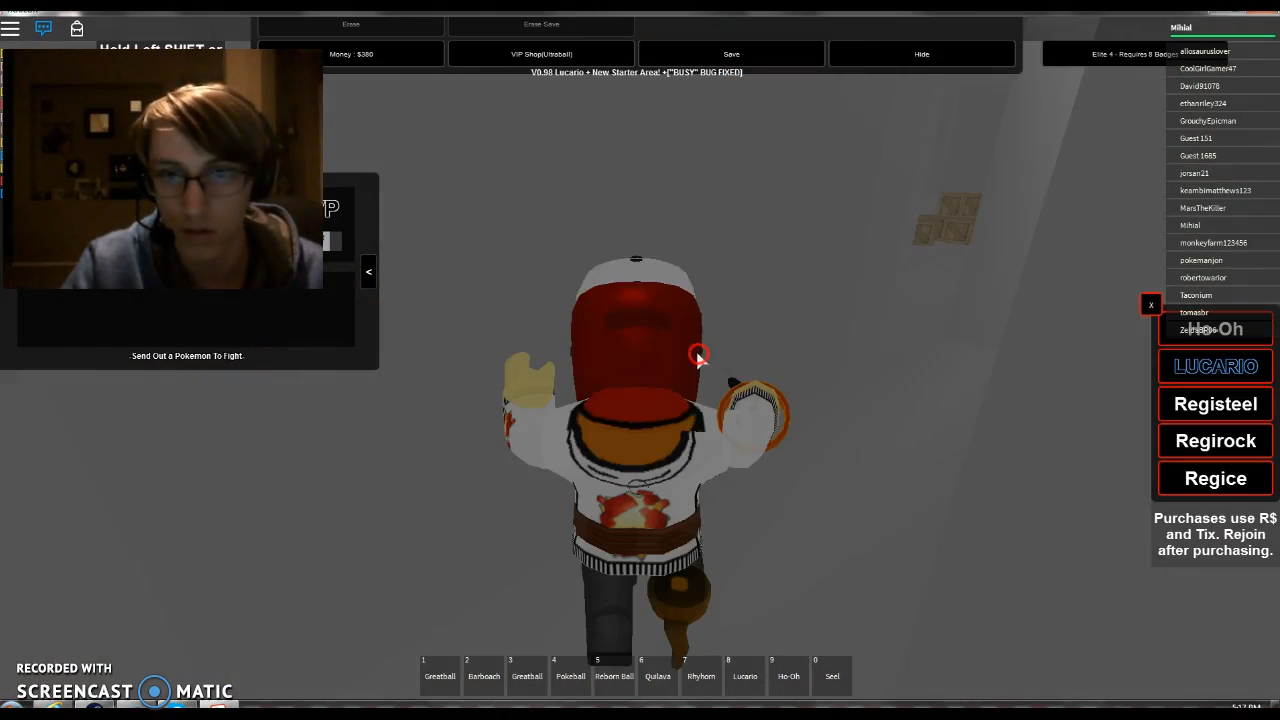 Erase
Erase Save
Mihial
Hold Left SHIFT or
Money : $380
VIP Shop(Ultraball)
Save
Hide
Elite 4 - Requires 8 Badges
V0.98 Lucario + New Starter Area! +["BUSY" BUG FIXED]
allosauruslover
CoolGirlGamer47
David91078
ethanriley324
GrouchyEpicman
Guest 151
Guest 1685
jorsan21
keambimatthews123
MarsTheKiller
Mihial
monkeyfarm123456
pokemanjon
robertowarior
Taconium
tomasbr
<
X
Ho-Oh
LUCARIO
Registeel
Regirock
Regice
Purchases use R$
and Tix. Rejoin
after purchasing.
-Send Out a Pokemon To Fight-
1 Greatball
2 Barboach
3 Greatball
4 Pokeball
5 Reborn Ball
6 Quilava
7 Rhyhorn
8 Lucario
9 Ho-Oh
0 Seel
RECORDED WITH
SCREENCAST MATIC
5:17 PM